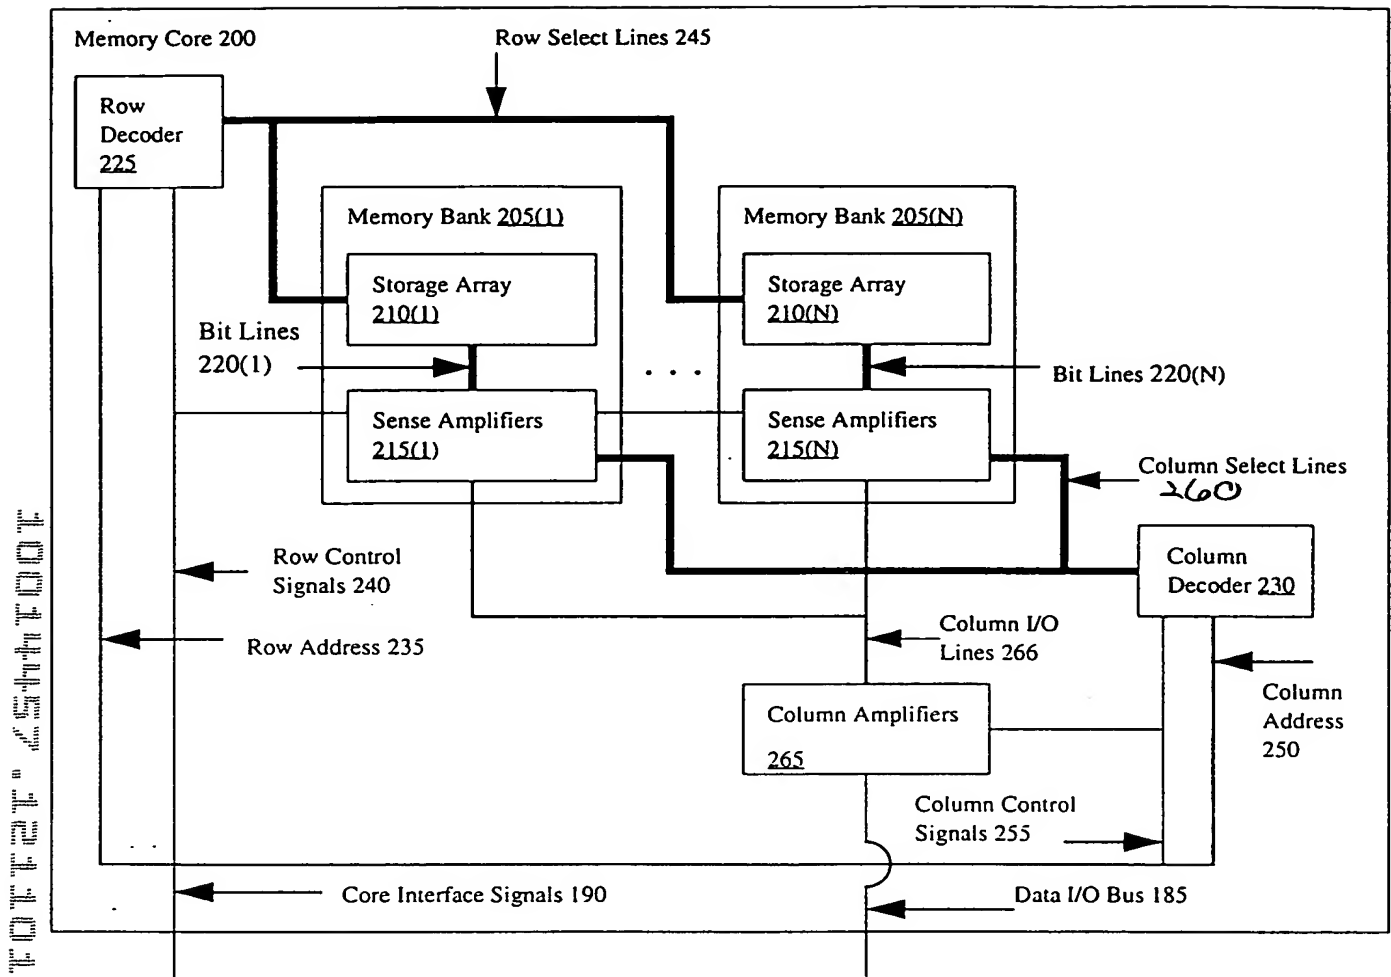 Memory Core 200
Row Select Lines 245
Row
Decoder
225
Memory Bank 205(1)
Memory Bank 205(N)
Storage Array
210(1)
Storage Array
210(N)
Bit Lines
220(1)
. . .
Bit Lines 220(N)
Sense Amplifiers
215(1)
Sense Amplifiers
215(N)
Column Select Lines
260
Row Control
Signals 240
Column
Decoder 230
Row Address 235
Column I/O
Lines 266
Column
Address
250
Column Amplifiers
265
Column Control
Signals 255
Core Interface Signals 190
Data I/O Bus 185